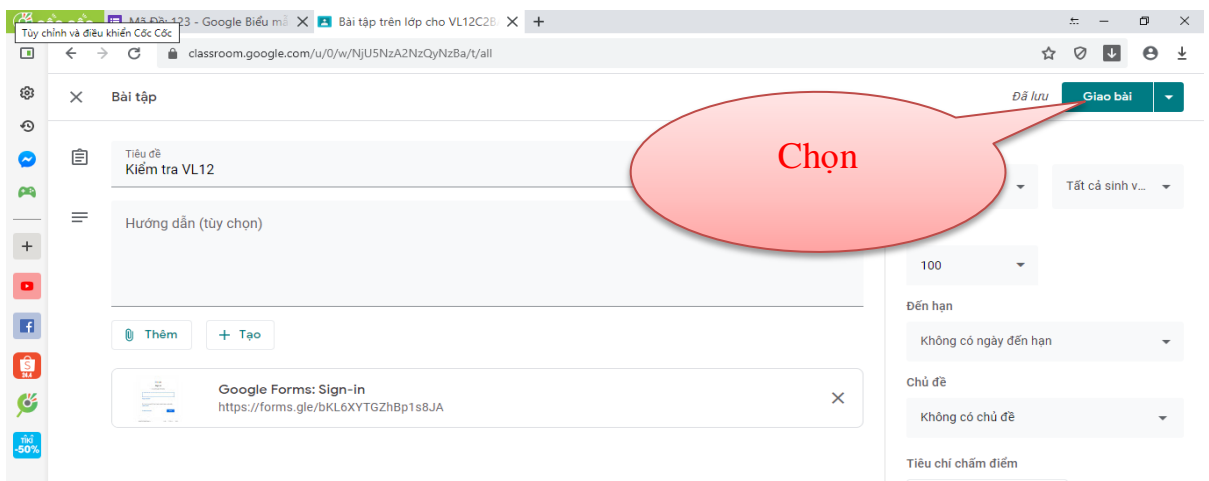 Mã Đề: 123 - Google Biểu mẫ
Bài tập trên lớp cho VL12C2B
Tùy chỉnh và điều khiển Cốc Cốc
classroom.google.com/u/0/w/NjU5NzA2NzQyNzBa/t/all
Bài tập
Đã lưu
Giao bài
Chọn
Tiêu đề
Kiểm tra VL12
Tất cả sinh v...
Hướng dẫn (tùy chọn)
100
Đến hạn
Thêm
Tạo
Không có ngày đến hạn
Chủ đề
Google Forms: Sign-in
https://forms.gle/bKL6XYTGZhBp1s8JA
Không có chủ đề
Tiêu chí chấm điểm
TIKI
-50%